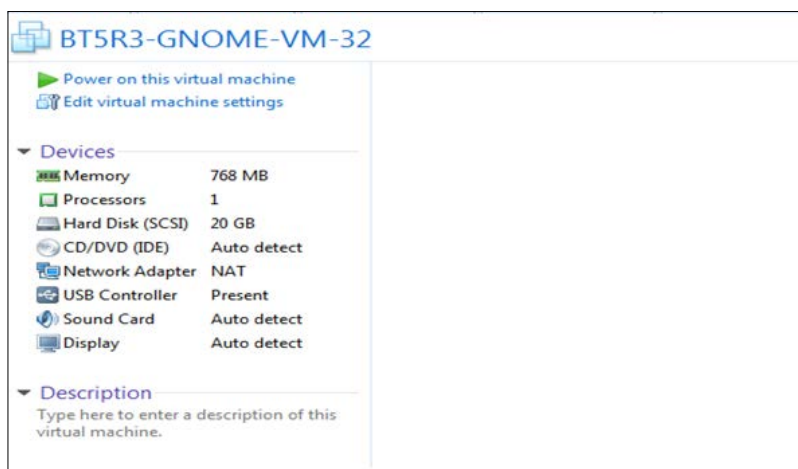 BT5R3-GNOME-VM-32
Power on this virtual machine
Edit virtual machine settings
Devices
Memory 768 MB
Processors 1
Hard Disk (SCSI) 20 GB
CD/DVD (IDE) Auto detect
Network Adapter NAT
USB Controller Present
Sound Card Auto detect
Display Auto detect
Description
Type here to enter a description of this
virtual machine.